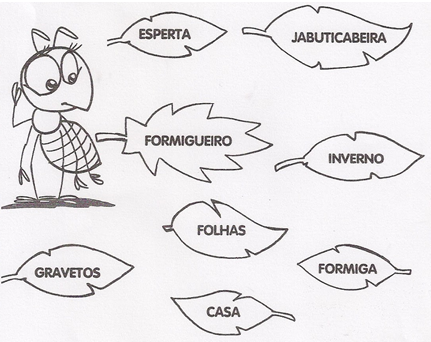 ESPERTA
JABUTICABEIRA
FORMIGUEIRO
INVERNO
FOLHAS
GRAVETOS
FORMIGA
CASA